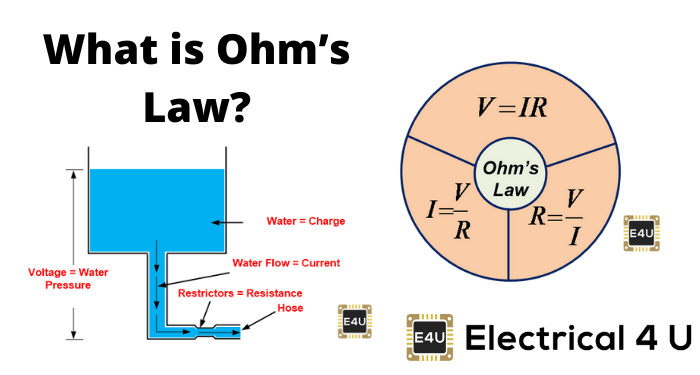 What is Ohm’s
Law?
Water = Charge
Water Flow = Current
Voltage = Water
Pressure
Restrictors = Resistance
Hose
V=IR
Ohm's
Law
I=V/R
R=V/I
E4U
E4U
E4U
Electrical 4 U